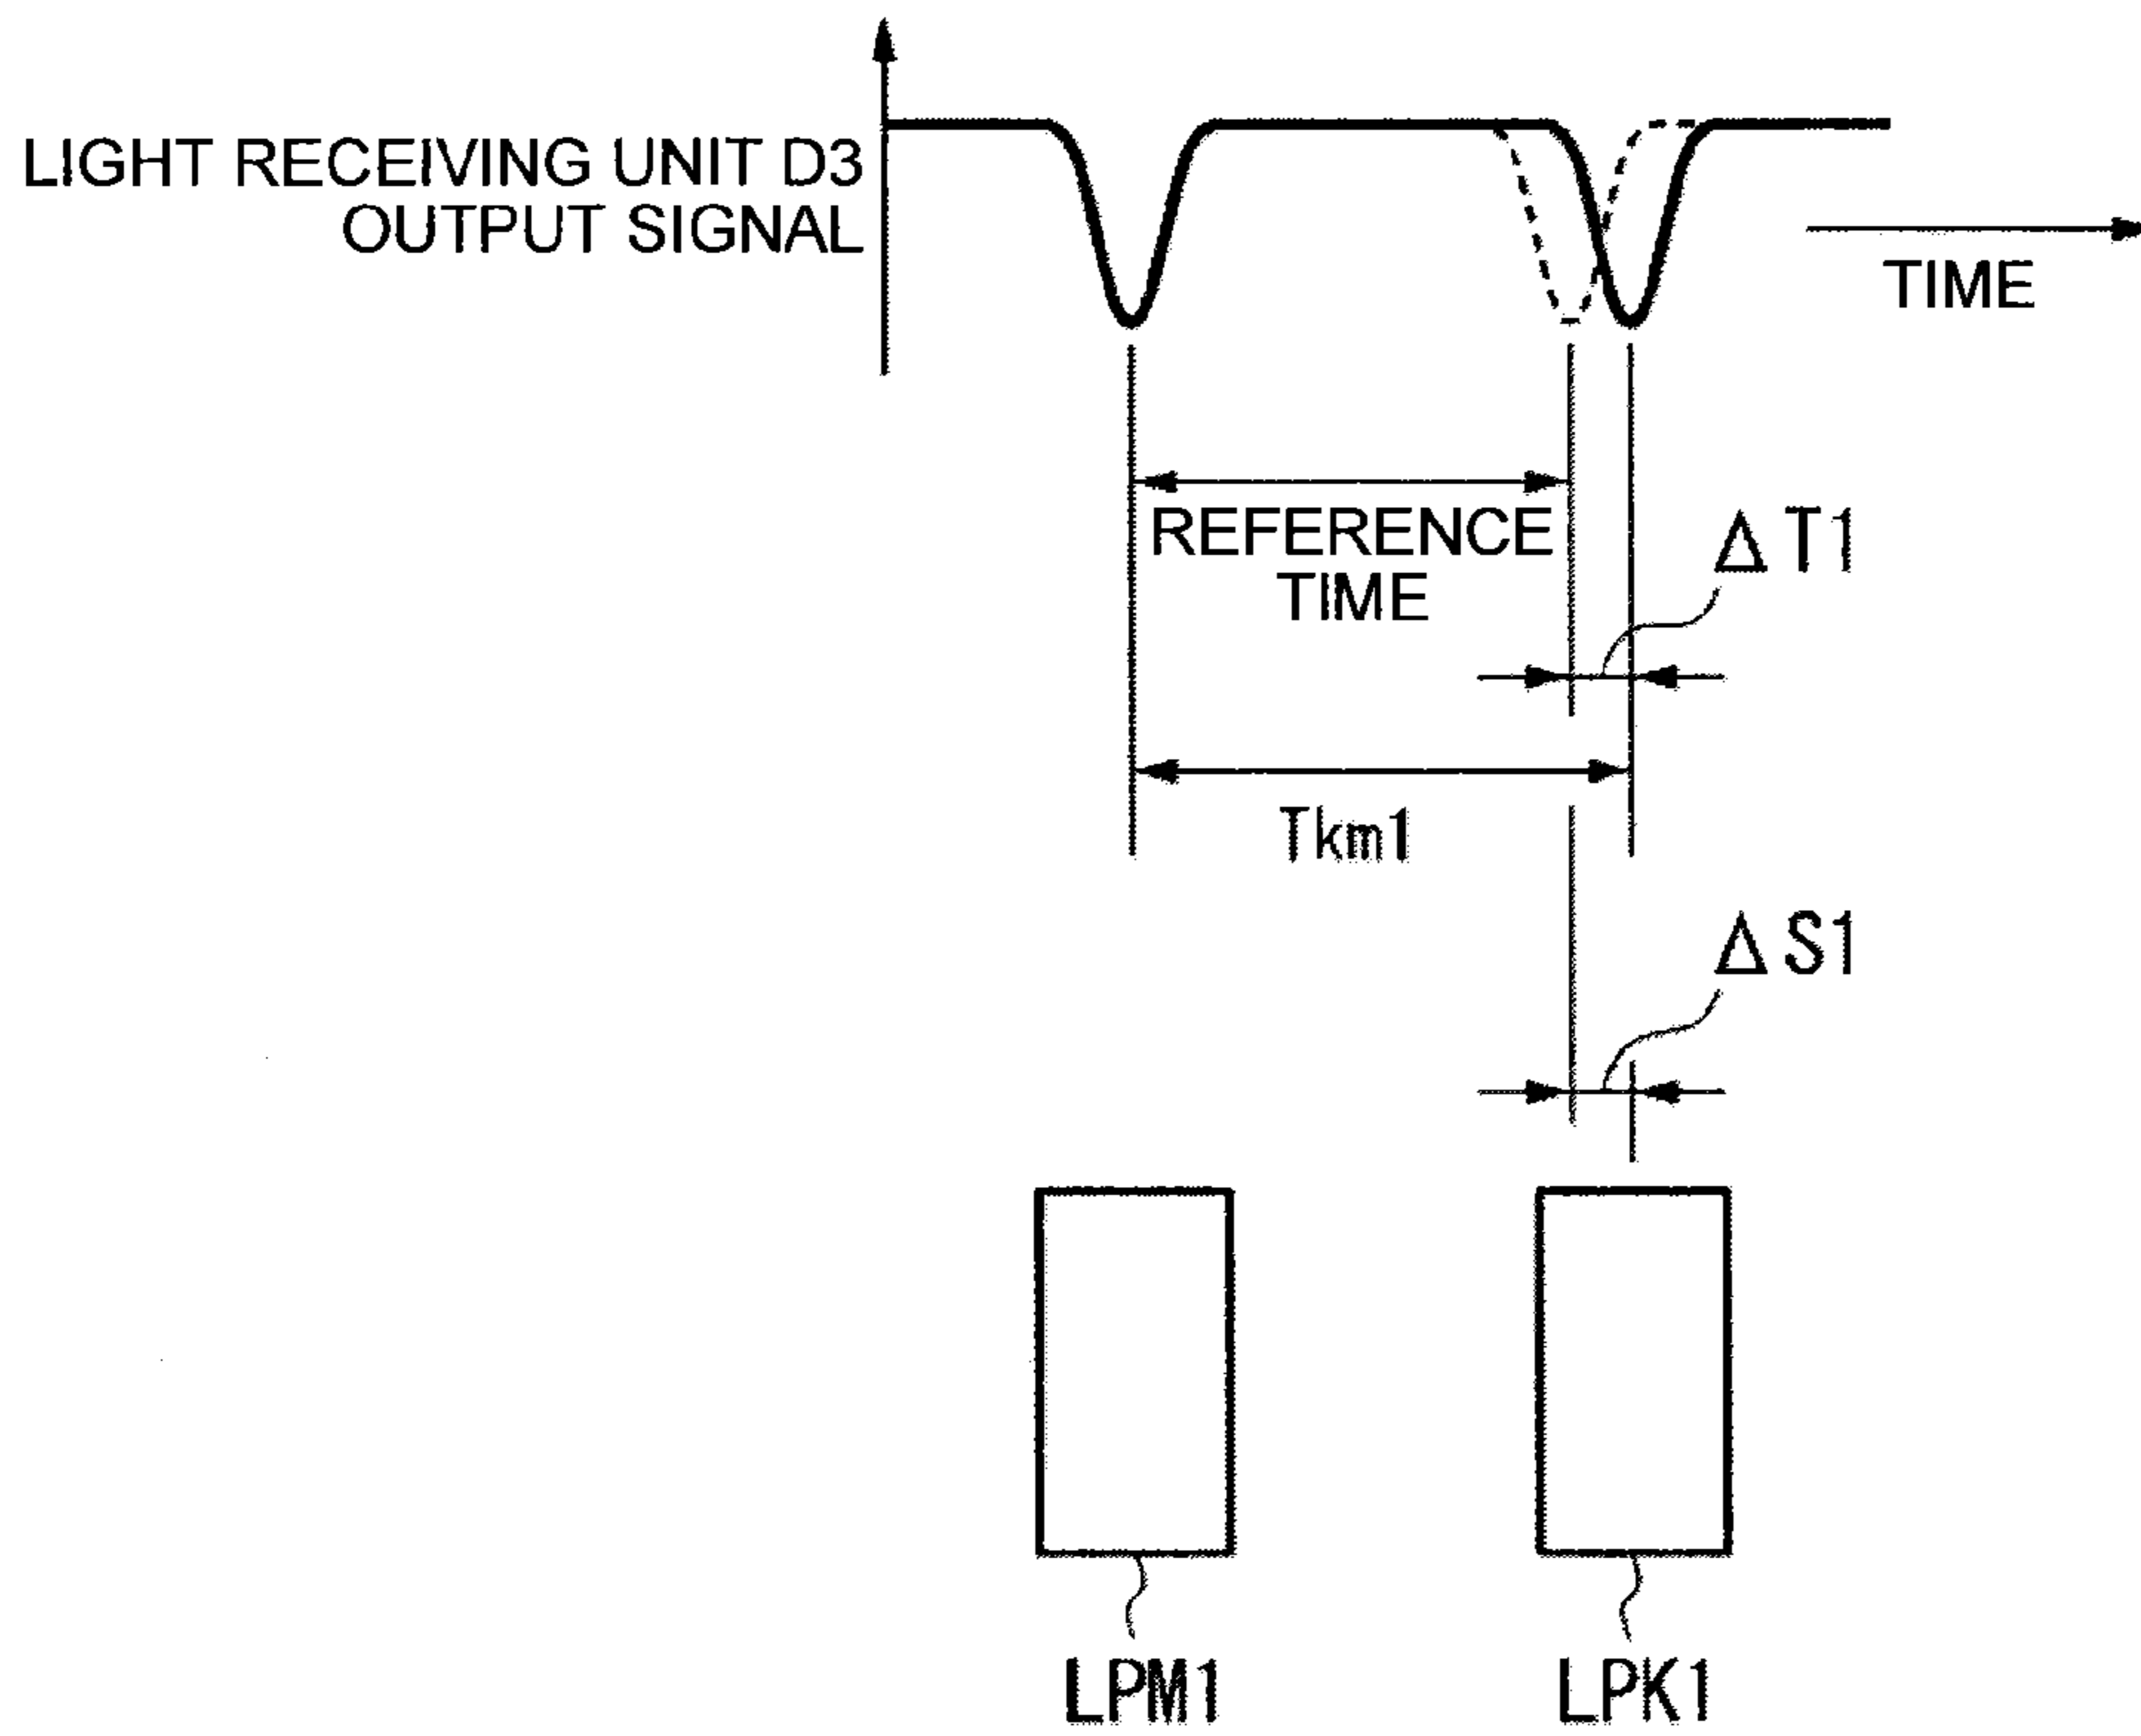 LIGHT RECEIVING UNIT D3
OUTPUT SIGNAL
TIME
REFERENCE
TIME
ΔT1
Tkm1
ΔS1
LPM1
LPK1